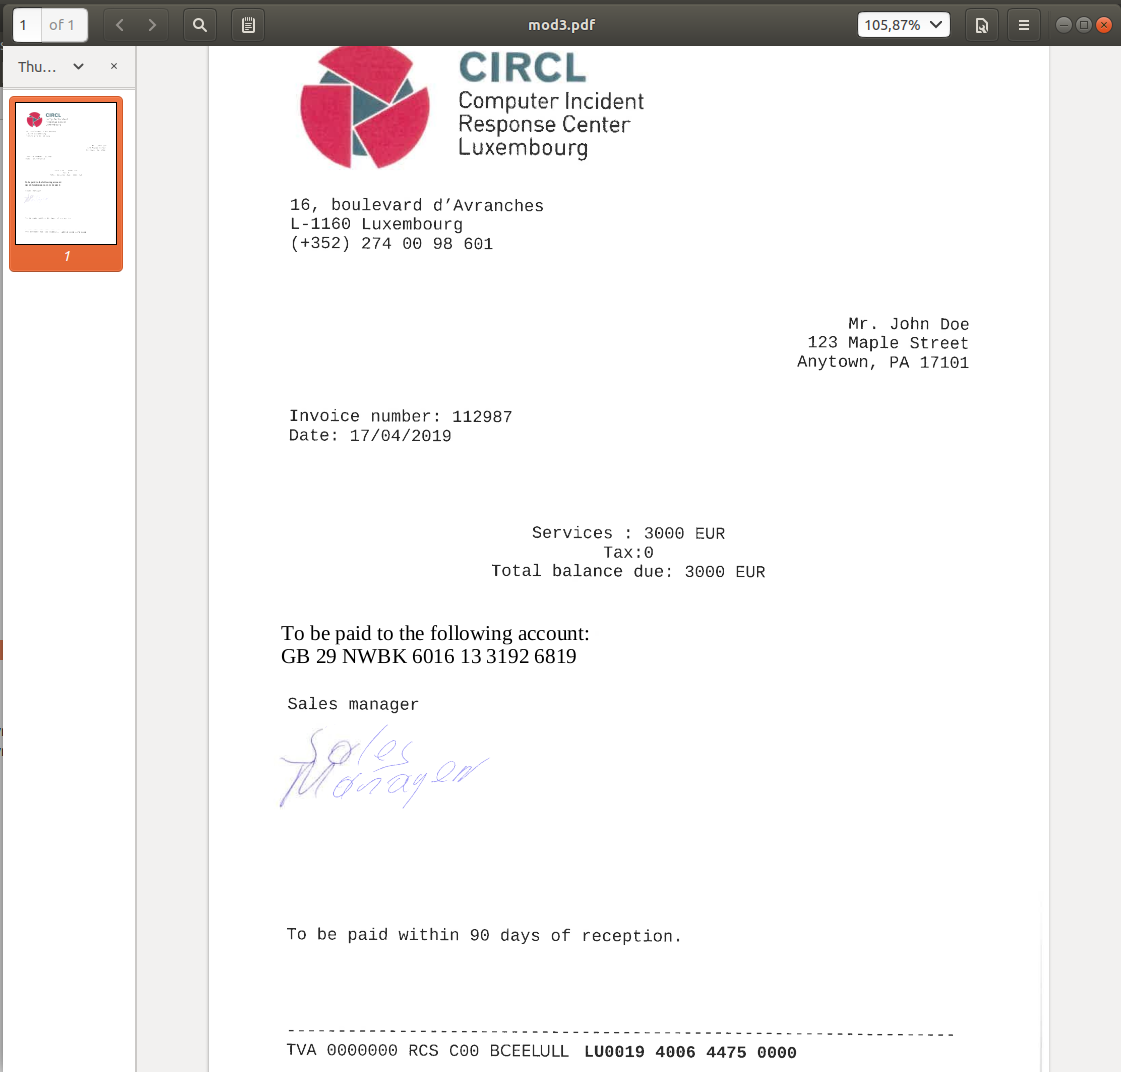 1 of 1
mod3.pdf
105,87%
Thu...
1
CIRCL
Computer Incident
Response Center
Luxembourg
16, boulevard d’Avranches
L-1160 Luxembourg
(+352) 274 00 98 601
Mr. John Doe
123 Maple Street
Anytown, PA 17101
Invoice number: 112987
Date: 17/04/2019
Services : 3000 EUR
Tax:0
Total balance due: 3000 EUR
To be paid to the following account:
GB 29 NWBK 6016 13 3192 6819
Sales manager
Sales
Manager
To be paid within 90 days of reception.
TVA 0000000 RCS C00 BCEELULL LU0019 4006 4475 0000